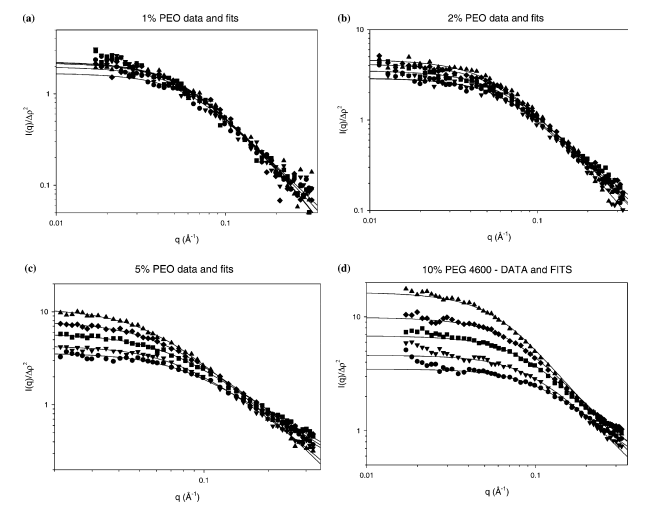 (a)
1% PEO data and fits
I(q)/Δρ²
1
0.1
0.01
0.1
q (Å⁻¹)
(b)
2% PEO data and fits
I(q)/Δρ²
10
1
0.1
0.01
0.1
q (Å⁻¹)
(c)
5% PEO data and fits
I(q)/Δρ²
10
1
0.1
q (Å⁻¹)
(d)
10% PEG 4600 - DATA and FITS
I(q)/Δρ²
10
1
0.01
0.1
q (Å⁻¹)